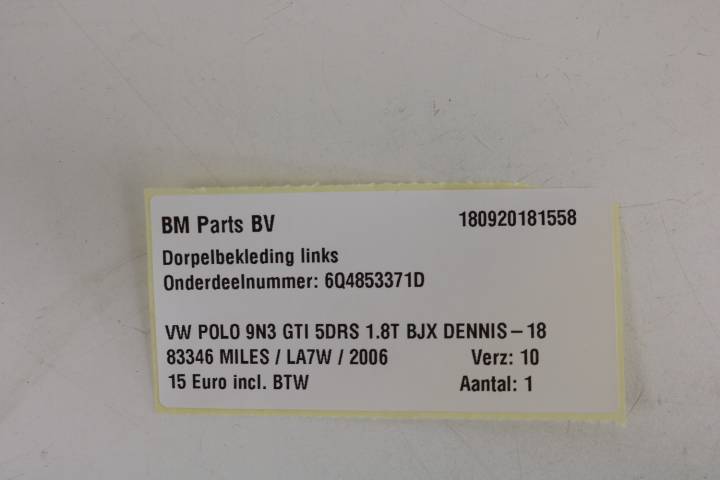 BM Parts BV 180920181558
Dorpelbekleding links
Onderdeelnummer: 6Q4853371D
VW POLO 9N3 GTI 5DRS 1.8T BJX DENNIS-18
83346 MILES / LA7W / 2006 Verz: 10
15 Euro incl. BTW Aantal: 1